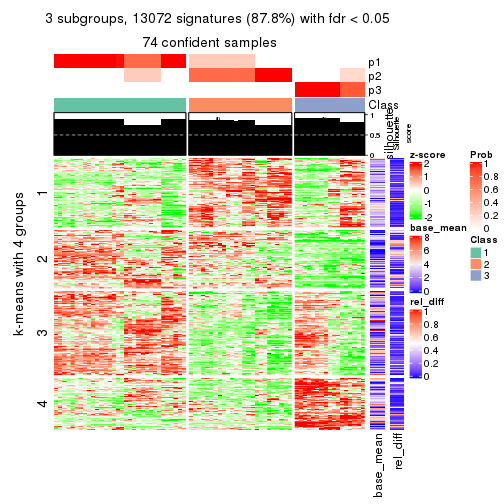 3 subgroups, 13072 signatures (87.8%) with fdr < 0.05
74 confident samples
p1
p2
p3
Class
1
0.5
0
silhouette
Silhouette
score
k-means with 4 groups
1
2
3
4
base_mean
rel_diff
z-score
2
1
0
-1
-2
base_mean
8
6
4
2
0
rel_diff
1
0.8
0.6
0.4
0.2
0
Prob
1
0.8
0.6
0.4
0.2
0
Class
1
2
3